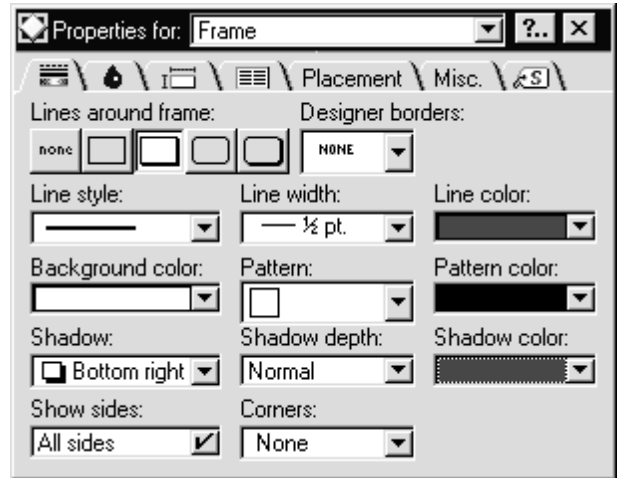 Properties for: Frame ?..
Placement Misc. S
Lines around frame: Designer borders:
none NONE
Line style: Line width: Line color:
½ pt.
Background color: Pattern: Pattern color:
Shadow: Shadow depth: Shadow color:
Bottom right Normal
Show sides: Corners:
All sides None